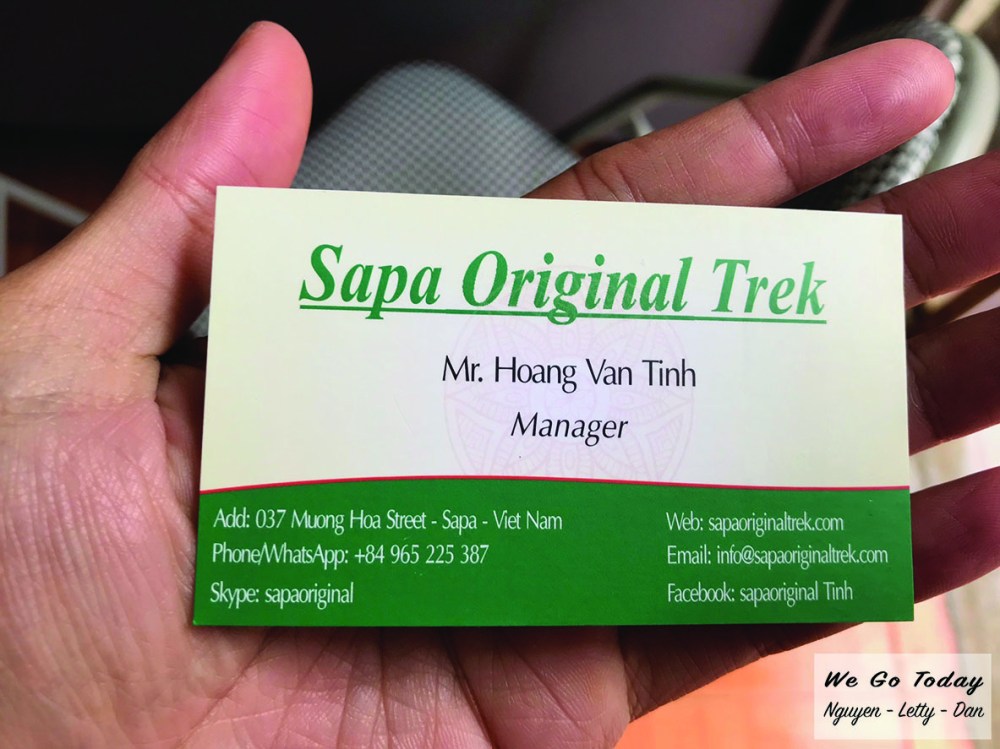 Sapa Original Trek
Mr. Hoang Van Tinh
Manager
Add: 037 Muong Hoa Street - Sapa - Viet Nam
Phone/WhatsApp: +84 965 225 387
Skype: sapaoriginal
Web: sapaoriginaltrek.com
Email: info@sapaoriginaltrek.com
Facebook: sapaoriginal Tinh
We Go Today
Nguyen - Letty - Dan